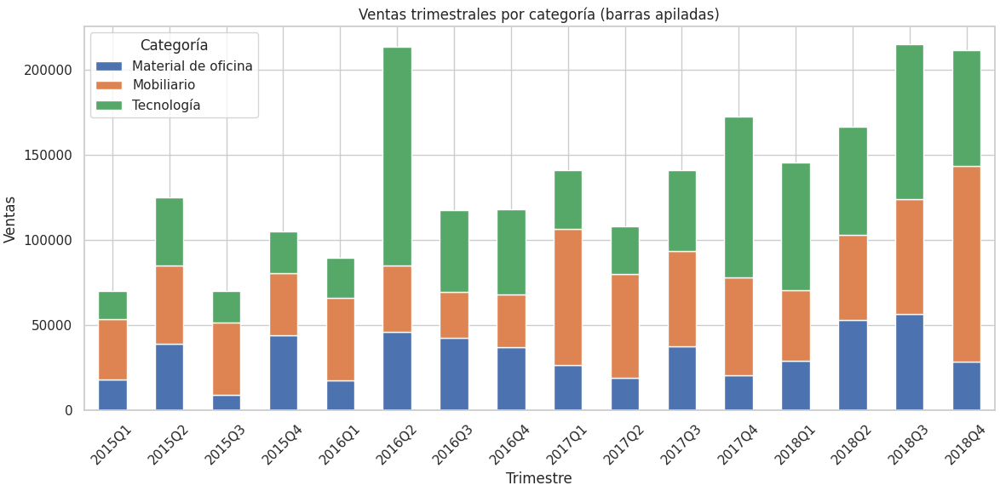 Ventas trimestrales por categoría (barras apiladas)
Categoría
Material de oficina
Mobiliario
Tecnología
Ventas
200000
150000
100000
50000
0
2015Q1
2015Q2
2015Q3
2015Q4
2016Q1
2016Q2
2016Q3
2016Q4
2017Q1
2017Q2
2017Q3
2017Q4
2018Q1
2018Q2
2018Q3
2018Q4
Trimestre